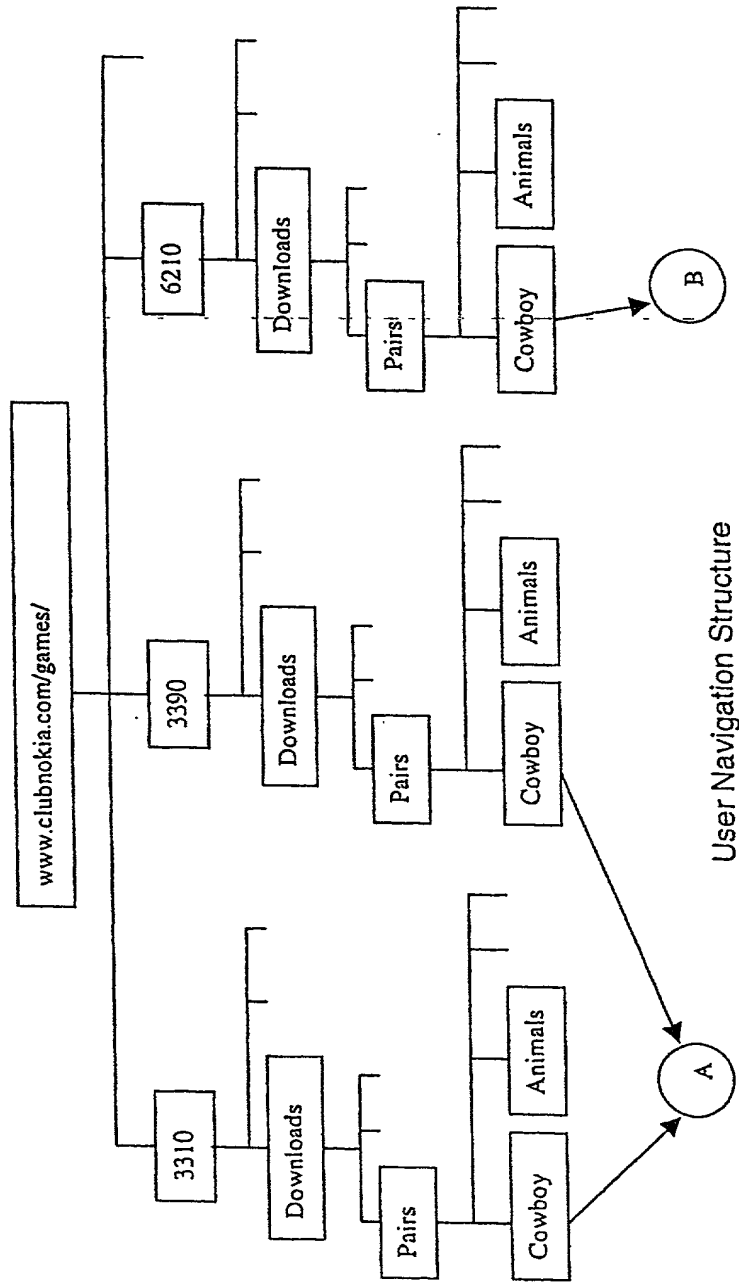 www.clubnokia.com/games/
3310
3390
6210
Downloads
Downloads
Downloads
Pairs
Pairs
Pairs
Cowboy
Animals
Cowboy
Animals
Cowboy
Animals
A
B
User Navigation Structure